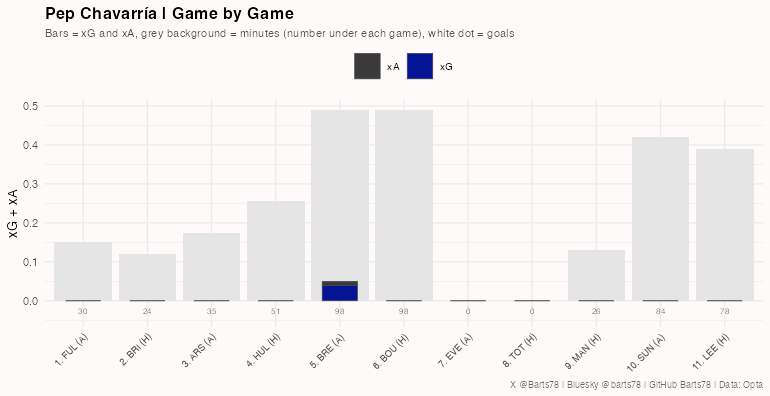 Pep Chavarría | Game by Game
Bars = xG and xA, grey background = minutes (number under each game), white dot = goals
xA xG
xG + xA
0.5
0.4
0.3
0.2
0.1
0.0
30 24 35 51 98 98 0 0 26 84 78
1. FUL (A) 2. BRI (H) 3. ARS (A) 4. HUL (H) 5. BRE (A) 6. BOU (H) 7. EVE (A) 8. TOT (H) 9. MAN (H) 10. SUN (A) 11. LEE (H)
X @Barts78 | Bluesky @barts78 | GitHub Barts78 | Data: Opta